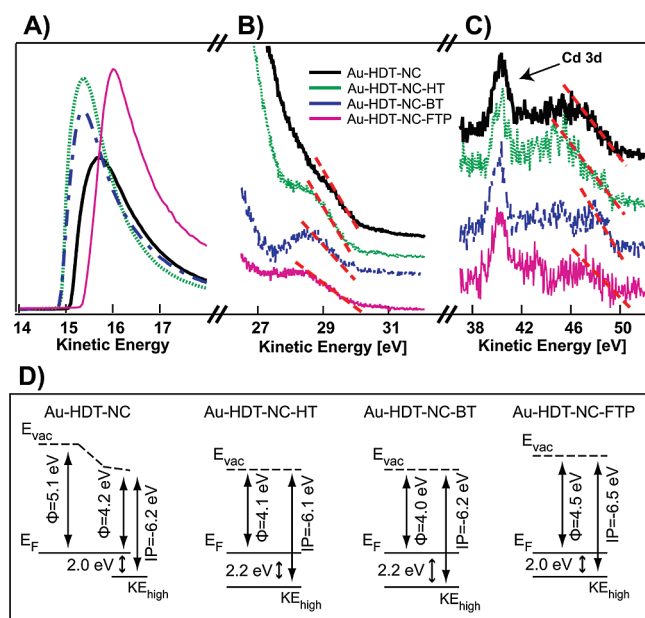 A)
B)
C)
Au-HDT-NC
Au-HDT-NC-HT
Au-HDT-NC-BT
Au-HDT-NC-FTP
Cd 3d
14 15 16
27 29 31
38 42 46 50
Kinetic Energy
Kinetic Energy [eV]
Kinetic Energy [eV]
D)
Au-HDT-NC
Au-HDT-NC-HT
Au-HDT-NC-BT
Au-HDT-NC-FTP
Evac
Φ=5.1 eV
Φ=4.2 eV
IP=-6.2 eV
EF
2.0 eV
KEhigh
Evac
Φ=4.1 eV
IP=-6.1 eV
EF
2.2 eV
KEhigh
Evac
Φ=4.0 eV
IP=-6.2 eV
EF
2.2 eV
KEhigh
Evac
Φ=4.5 eV
IP=-6.5 eV
EF
2.0 eV
KEhigh